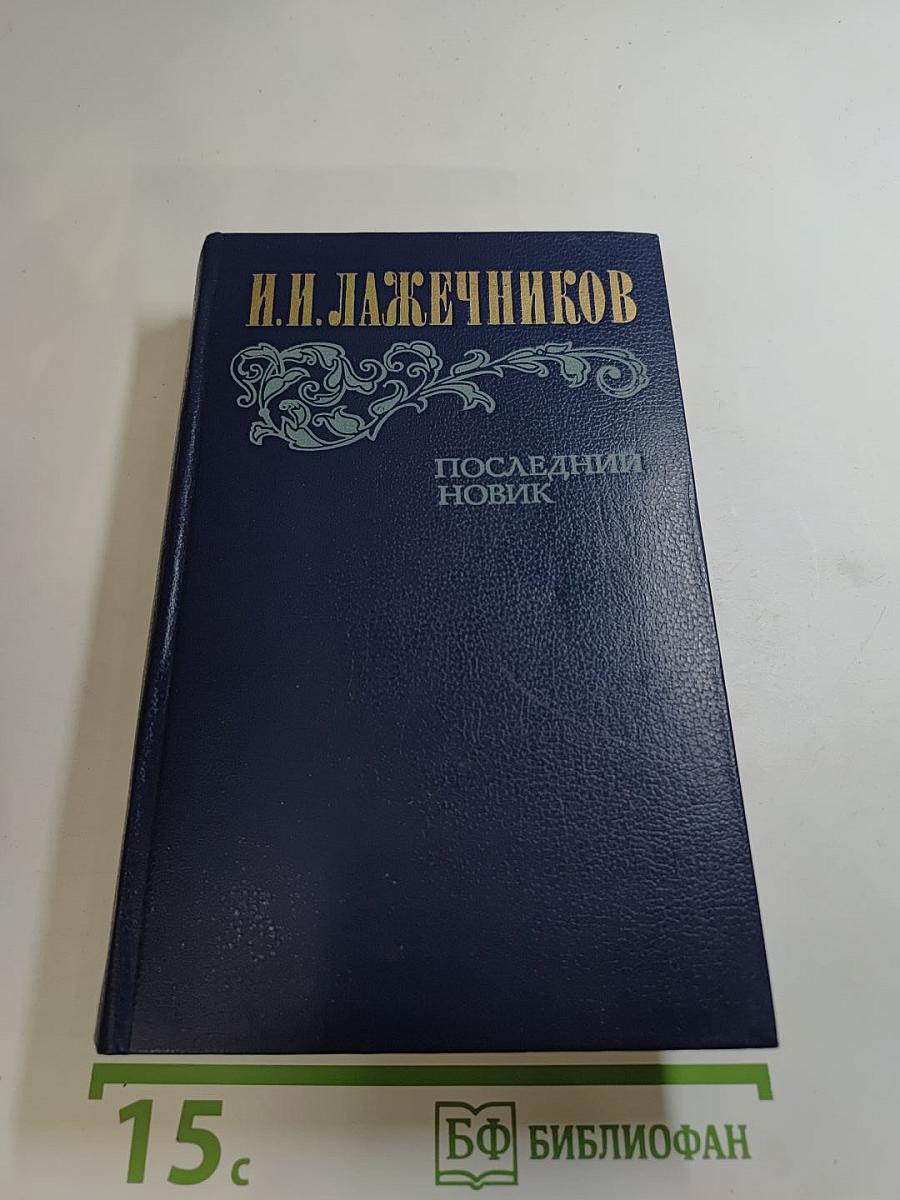 И.И.ЛАЖЕЧНИКОВ
ПОСЛЕДНИЙ
НОВИК
15с
БФ БИБЛИОФАН